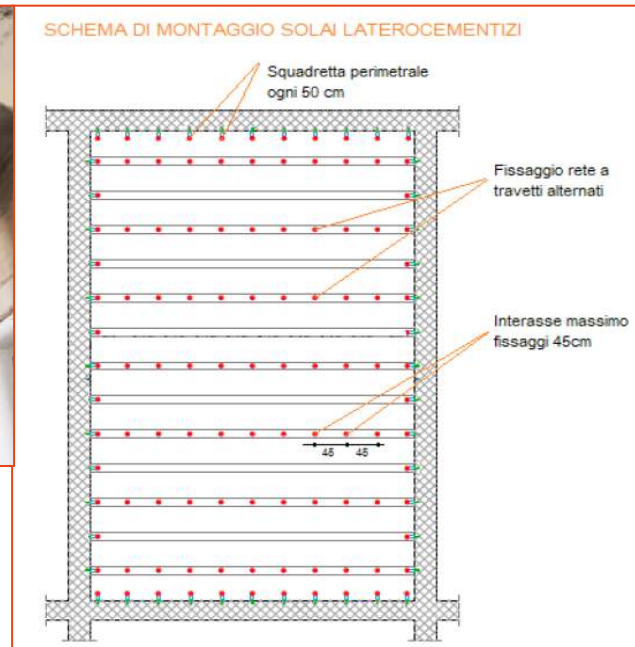 SCHEMA DI MONTAGGIO SOLAI LATEROCEMENTIZI
Squadretta perimetrale
ogni 50 cm
Fissaggio rete a
travetti alternati
Interasse massimo
fissaggi 45cm
45 45